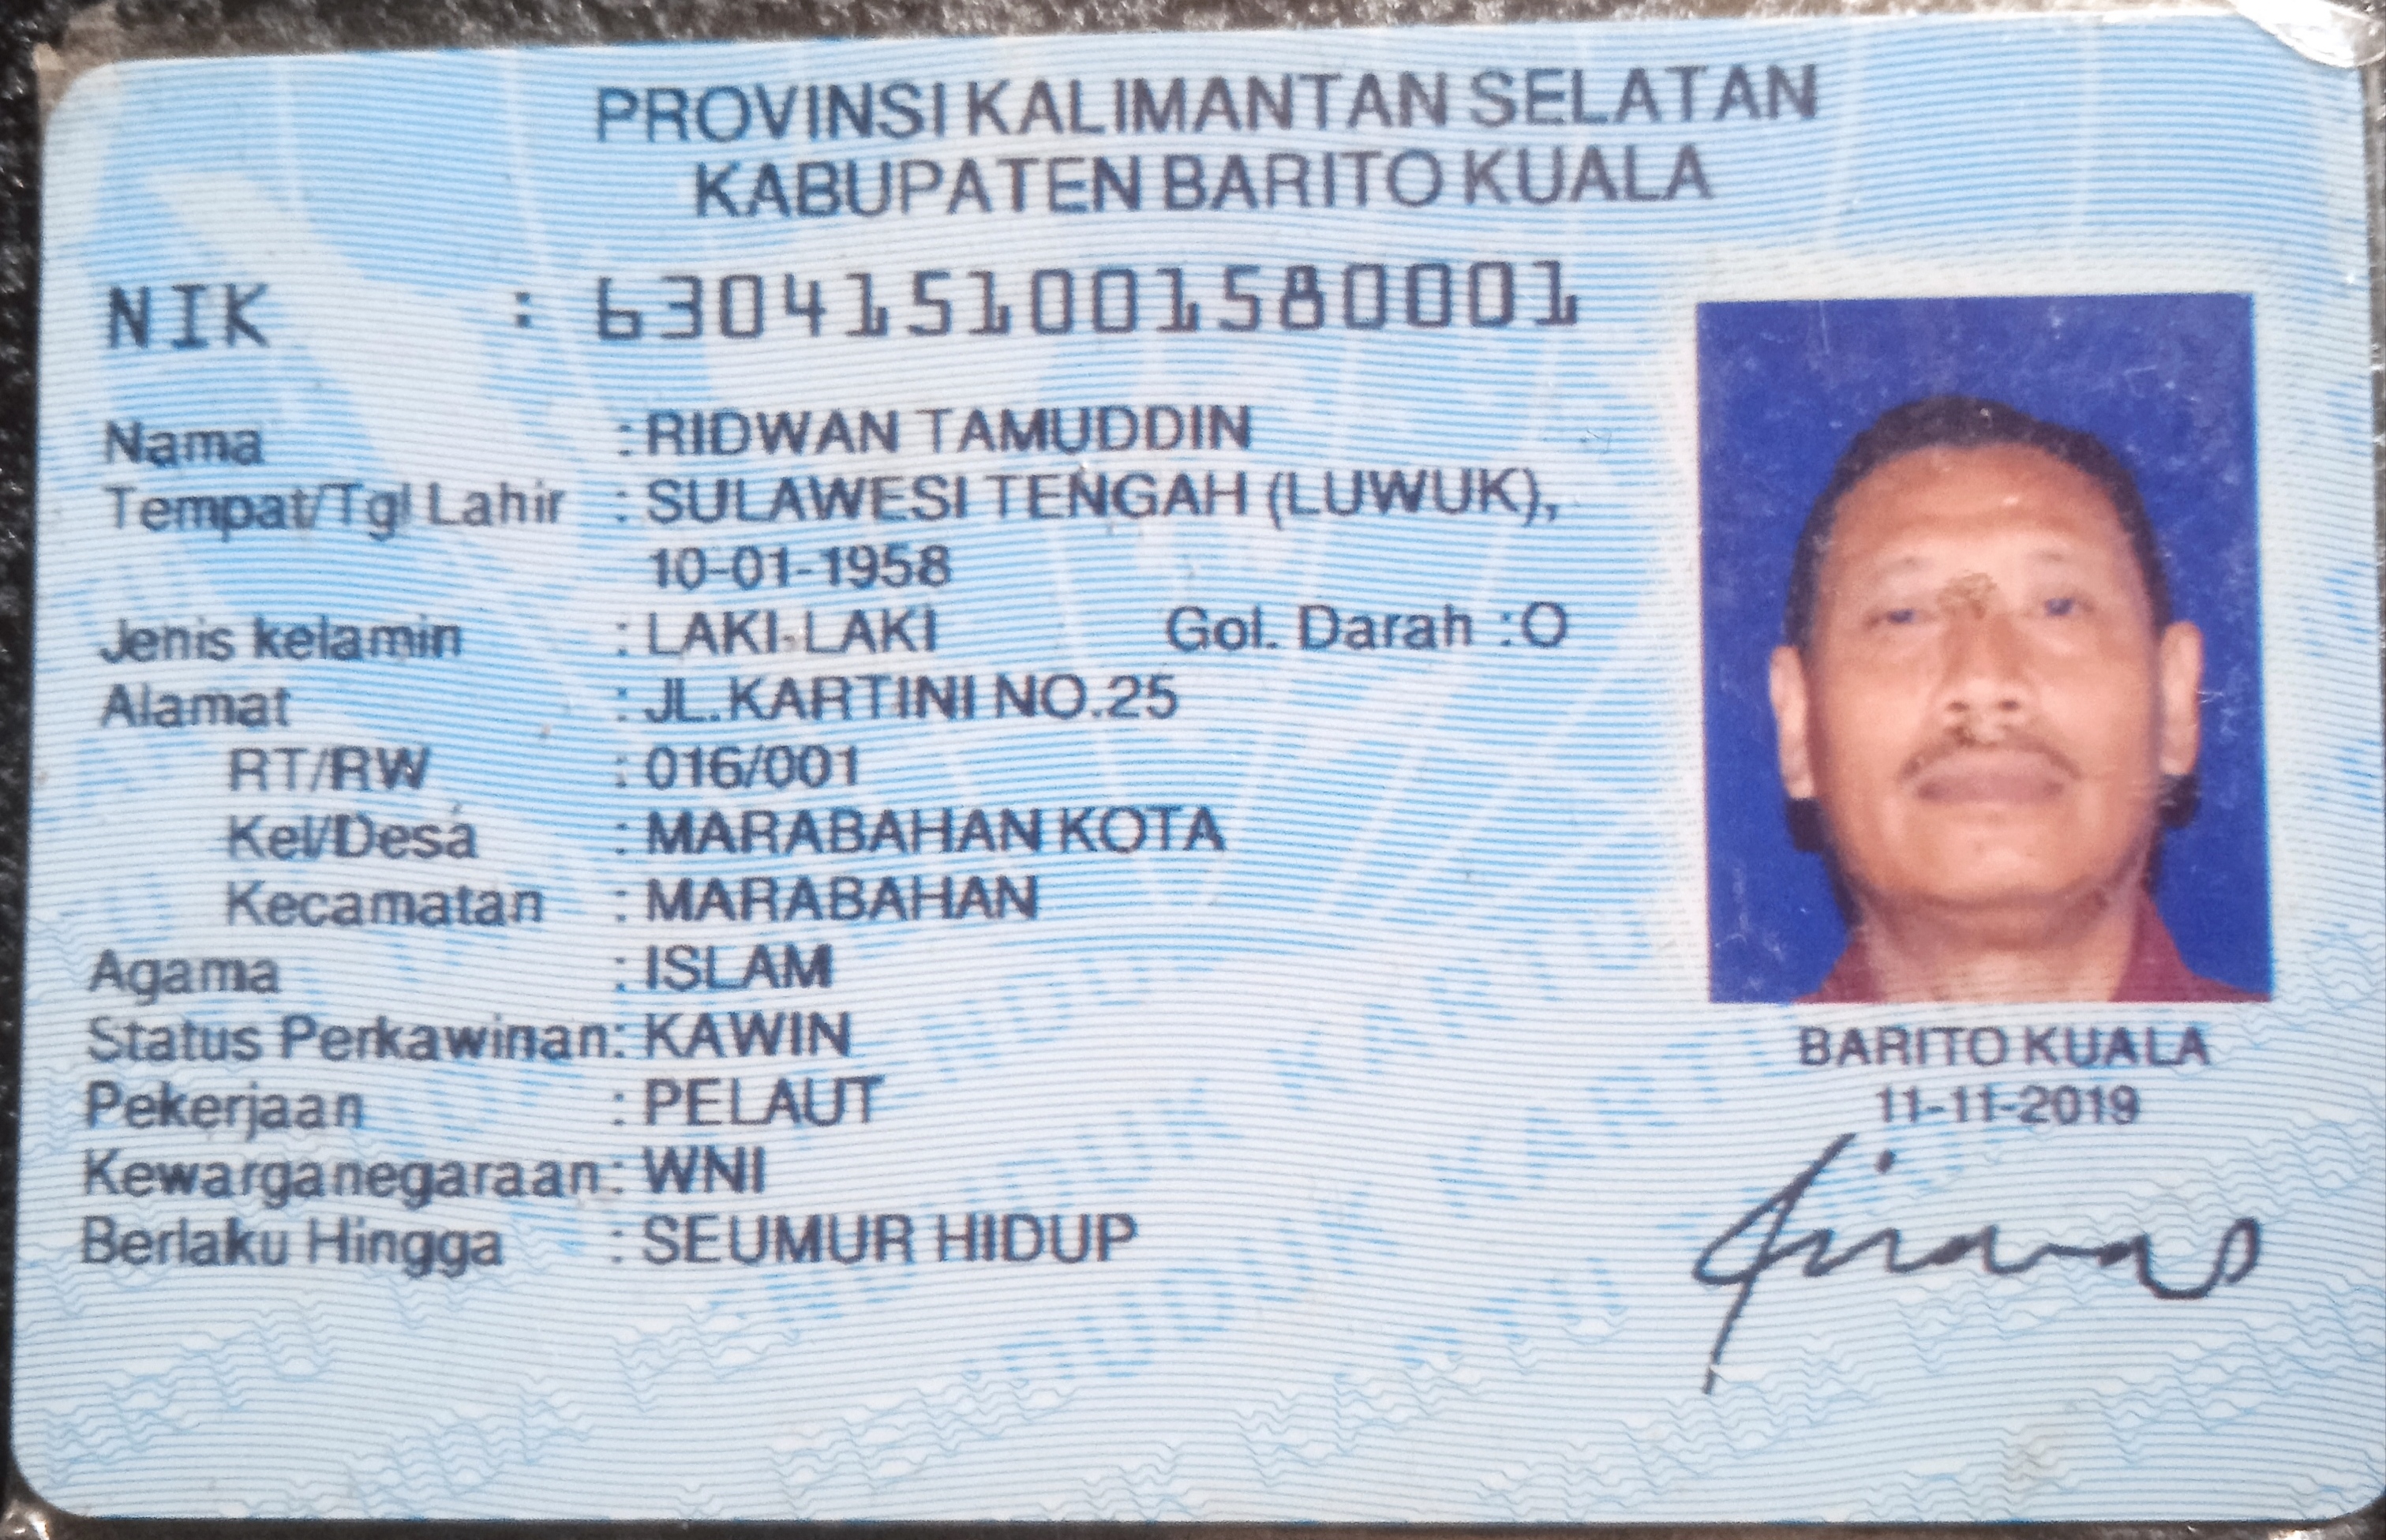 PROVINSI KALIMANTAN SELATAN
KABUPATEN BARITO KUALA
NIK : 6304151001580001
Nama : RIDWAN TAMUDDIN
Tempat/Tgl Lahir : SULAWESI TENGAH (LUWUK),
10-01-1958
Jenis kelamin : LAKI-LAKI Gol. Darah : O
Alamat : JL.KARTINI NO.25
RT/RW : 016/001
Kel/Desa : MARABAHAN KOTA
Kecamatan : MARABAHAN
Agama : ISLAM
Status Perkawinan: KAWIN
Pekerjaan : PELAUT
Kewarganegaraan: WNI
Berlaku Hingga : SEUMUR HIDUP
BARITO KUALA
11-11-2019